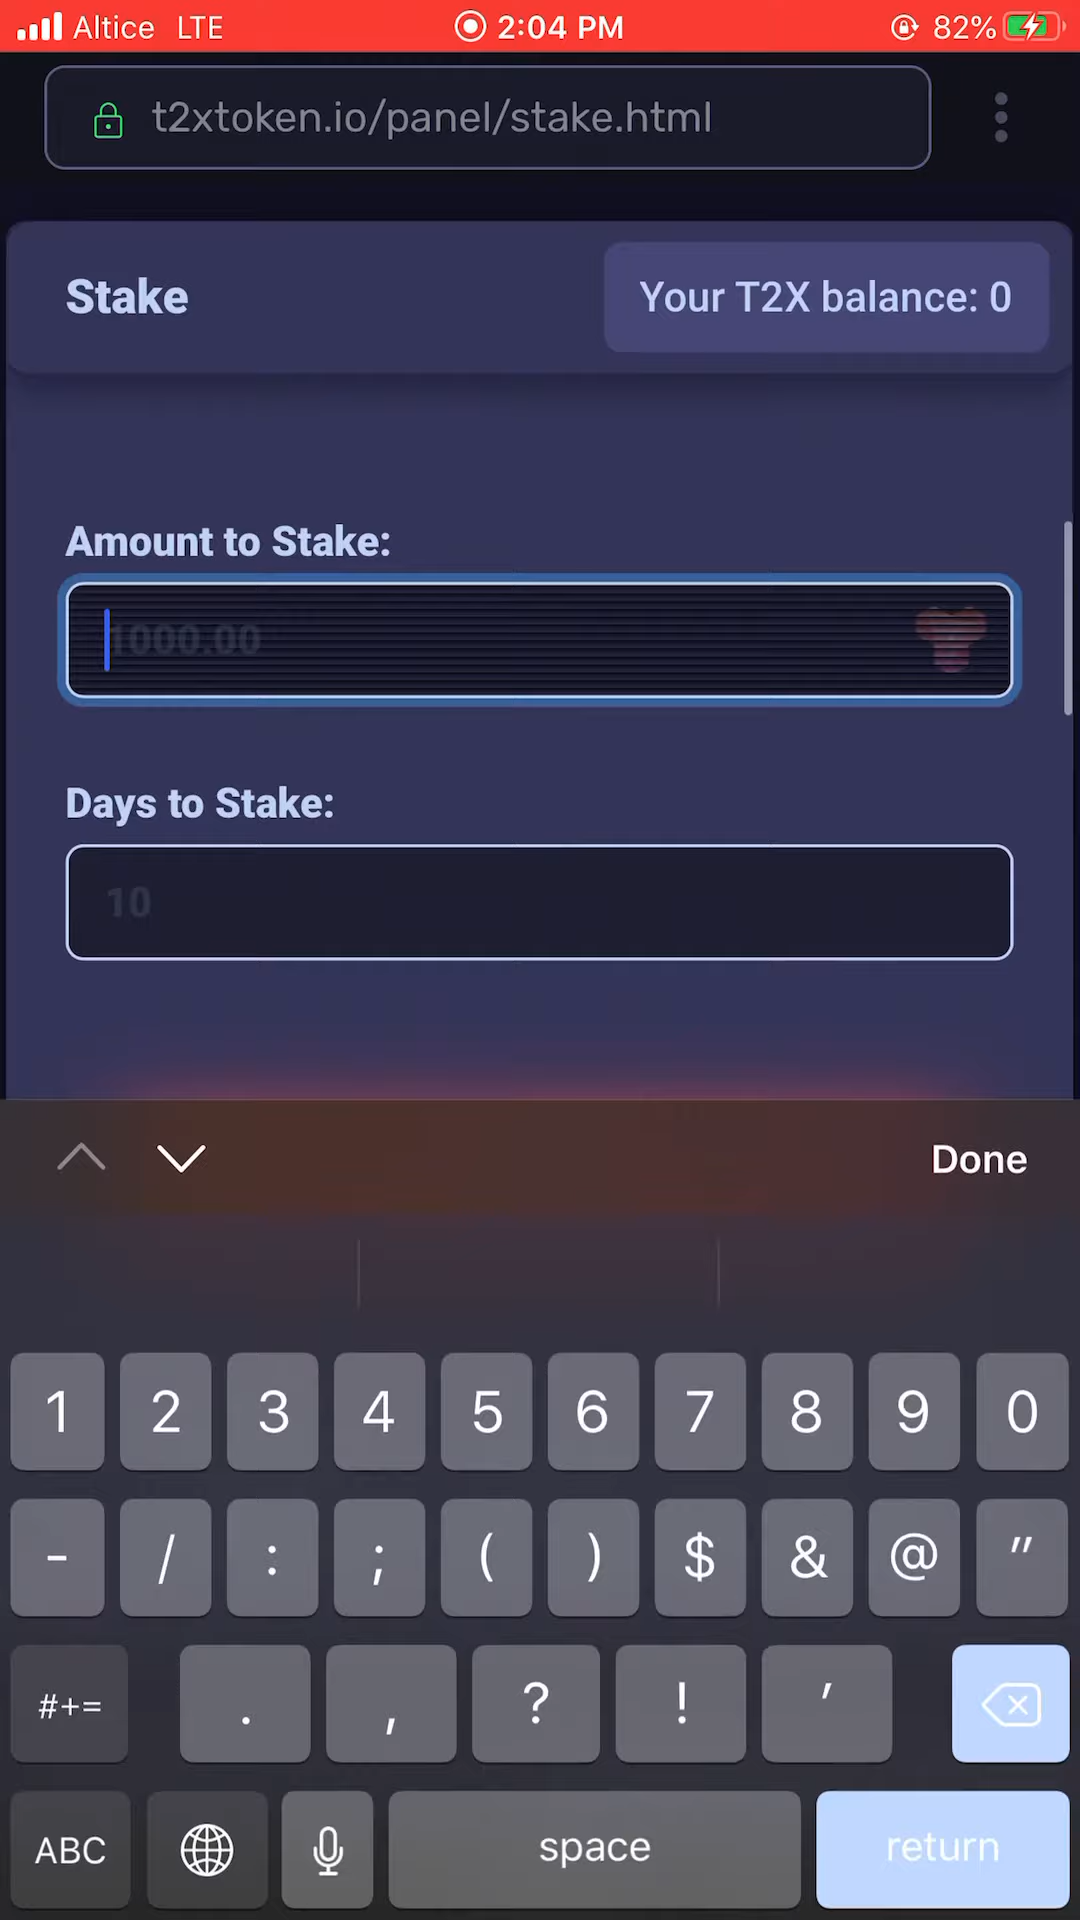 Altice LTE 2:04 PM 82%
t2xtoken.io/panel/stake.html
Stake
Your T2X balance: 0
Amount to Stake:
1000.00
Days to Stake:
10
Done
1 2 3 4 5 6 7 8 9 0
- / : ; ( ) $ & @ "
#+= . , ? ! '
ABC space return